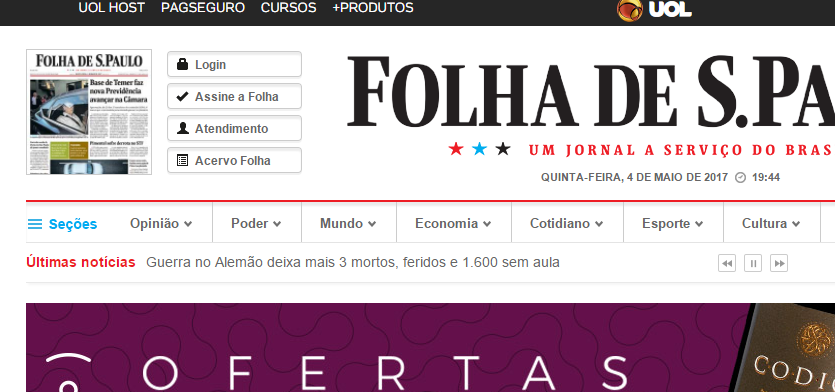 UOL HOST PAGSEGURO CURSOS +PRODUTOS
UOL
FOLHA DE S.PAULO
Base de Temer faz
nova Previdência
avançar na Câmara
Login
Assine a Folha
Atendimento
Acervo Folha
FOLHA DE S.PA
UM JORNAL A SERVIÇO DO BRAS
QUINTA-FEIRA, 4 DE MAIO DE 2017 19:44
Seções Opinião Poder Mundo Economia Cotidiano Esporte Cultura
Últimas notícias Guerra no Alemão deixa mais 3 mortos, feridos e 1.600 sem aula
OFERTAS
CODI